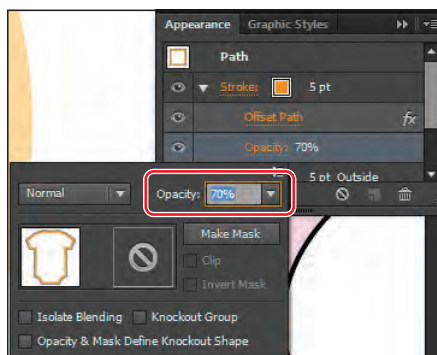 Appearance Graphic Styles
Path
Stroke: 5 pt
Offset Path fx
Opacity: 70%
5 pt Outside
Normal Opacity: 70%
Make Mask
Clip
Invert Mask
Isolate Blending Knockout Group
Opacity & Mask Define Knockout Shape